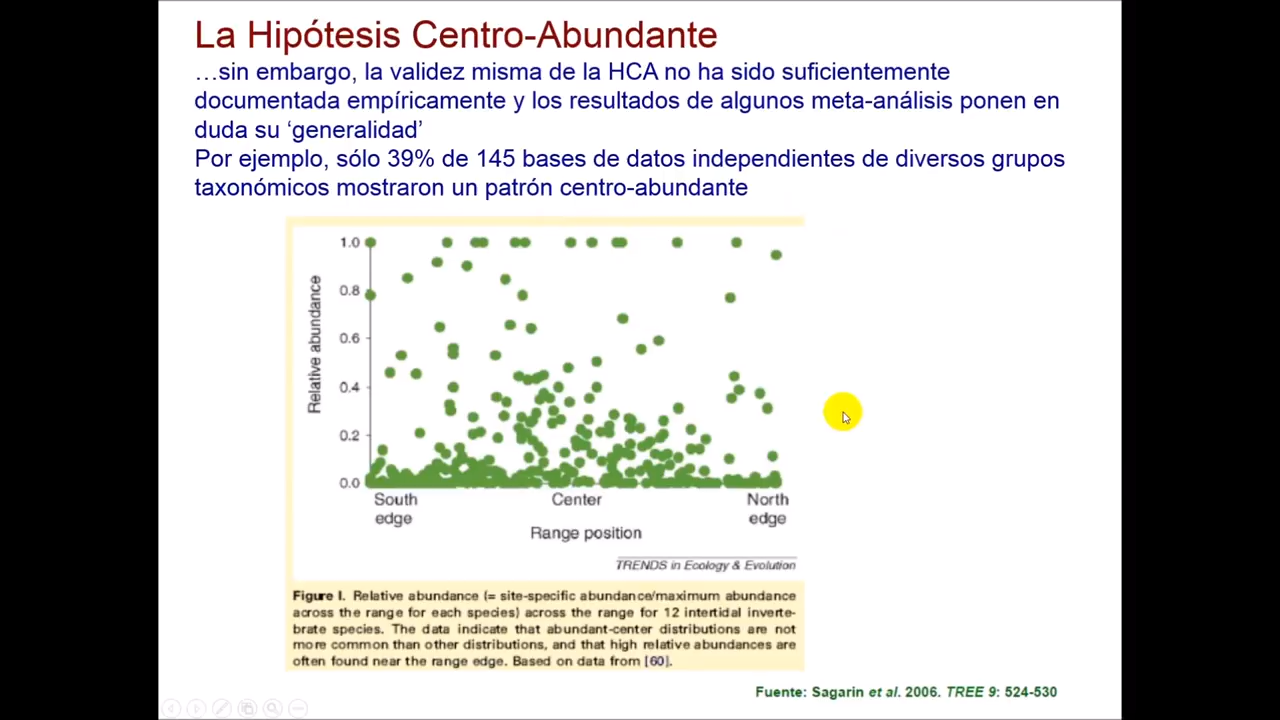 La Hipótesis Centro-Abundante
…sin embargo, la validez misma de la HCA no ha sido suficientemente
documentada empíricamente y los resultados de algunos meta-análisis ponen en
duda su ‘generalidad’
Por ejemplo, sólo 39% de 145 bases de datos independientes de diversos grupos
taxonómicos mostraron un patrón centro-abundante
Relative abundance
1.0
0.8
0.6
0.4
0.2
0.0
South edge
Center
North edge
Range position
TRENDS in Ecology & Evolution
Figure I. Relative abundance (= site-specific abundance/maximum abundance
across the range for each species) across the range for 12 intertidal inverte-
brate species. The data indicate that abundant-center distributions are not
more common than other distributions, and that high relative abundances are
often found near the range edge. Based on data from [60].
Fuente: Sagarin et al. 2006. TREE 9: 524-530